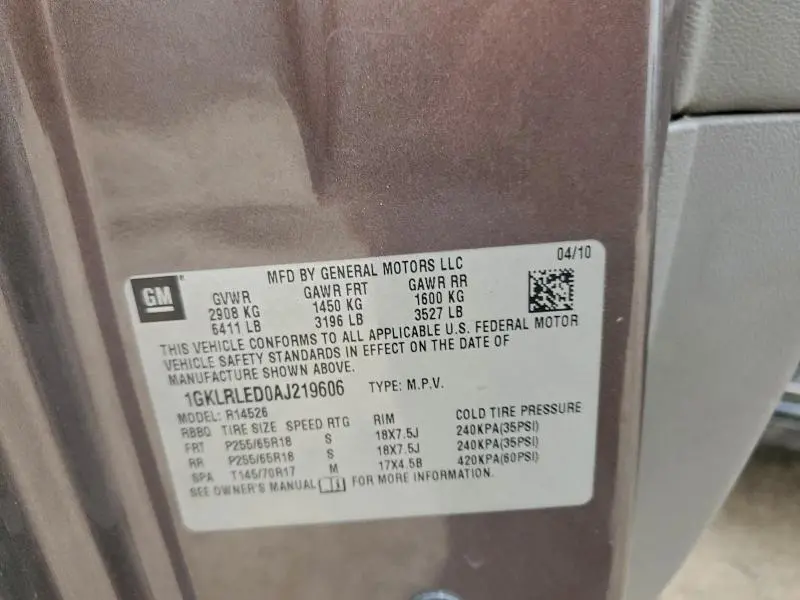 04/10
MFD BY GENERAL MOTORS LLC
GM
GVWR GAWR FRT GAWR RR
2908 KG 1450 KG 1600 KG
6411 LB 3196 LB 3527 LB
THIS VEHICLE CONFORMS TO ALL APPLICABLE U.S. FEDERAL MOTOR
VEHICLE SAFETY STANDARDS IN EFFECT ON THE DATE OF
MANUFACTURE SHOWN ABOVE.
1GKLRLED0AJ219606 TYPE: M.P.V.
MODEL: R14526
RBBQ TIRE SIZE SPEED RTG RIM COLD TIRE PRESSURE
FRT P255/65R18 S 18X7.5J 240KPA(35PSI)
RR P255/65R18 S 18X7.5J 240KPA(35PSI)
SPA T145/70R17 M 17X4.5B 420KPA(60PSI)
SEE OWNER'S MANUAL FOR MORE INFORMATION.